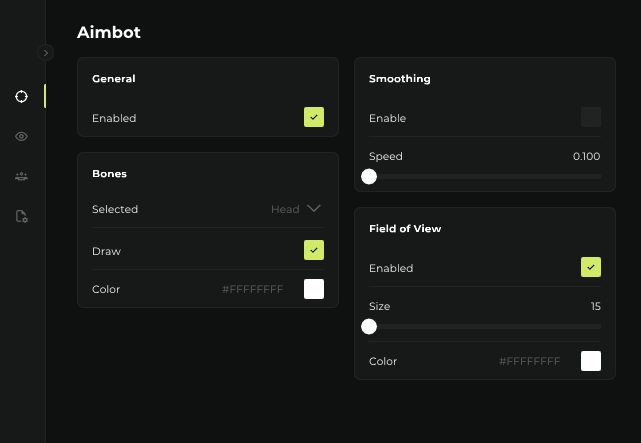 Aimbot
General
Enabled
Bones
Selected Head
Draw
Color #FFFFFFFF
Smoothing
Enable
Speed 0.100
Field of View
Enabled
Size 15
Color #FFFFFFFF